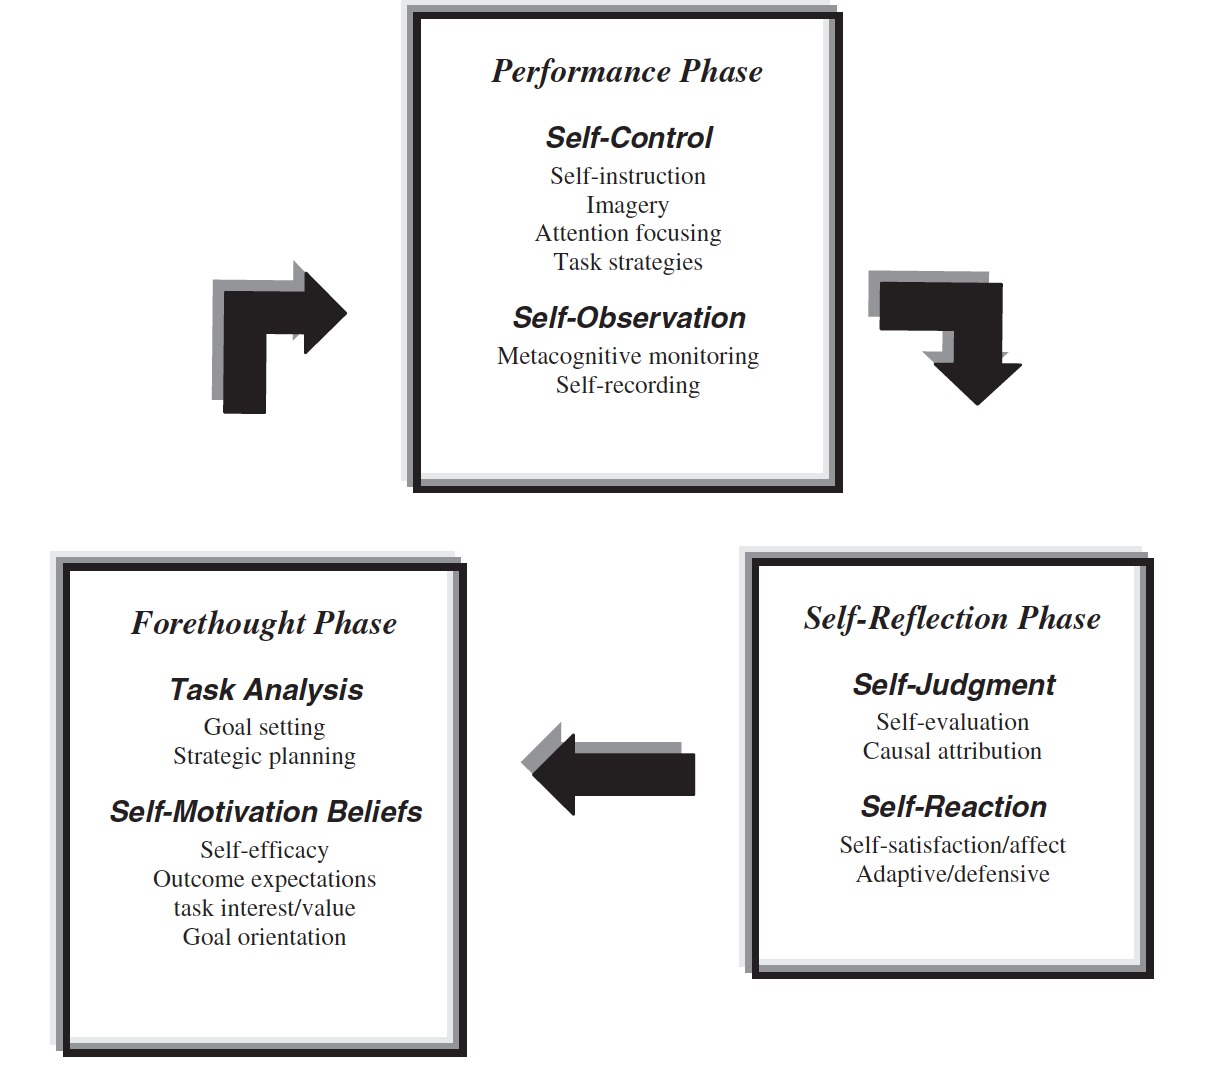 Performance Phase
Self-Control
Self-instruction
Imagery
Attention focusing
Task strategies
Self-Observation
Metacognitive monitoring
Self-recording
Forethought Phase
Task Analysis
Goal setting
Strategic planning
Self-Motivation Beliefs
Self-efficacy
Outcome expectations
task interest/value
Goal orientation
Self-Reflection Phase
Self-Judgment
Self-evaluation
Causal attribution
Self-Reaction
Self-satisfaction/affect
Adaptive/defensive